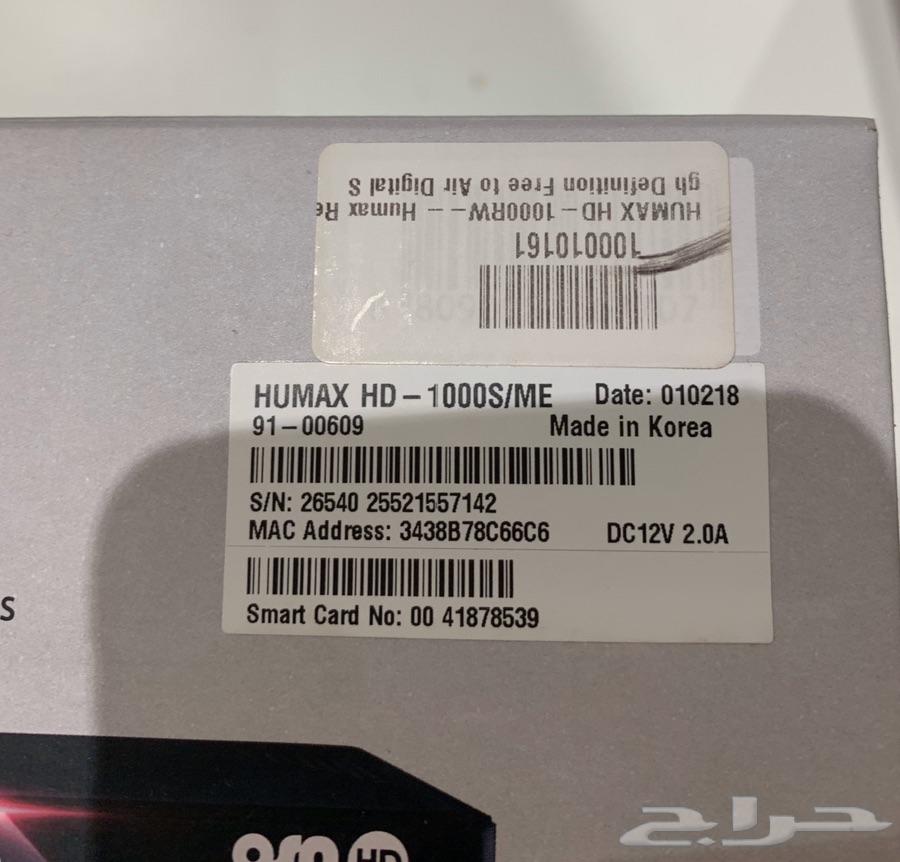 gh Definition Free to Air Digital S
HUMAX HD-1000RW-- Humax Re
100010161
HUMAX HD-1000S/ME Date: 010218
91-00609 Made in Korea
S/N: 26540 25521557142
MAC Address: 3438B78C66C6 DC12V 2.0A
Smart Card No: 00 41878539
s
HD
حراج